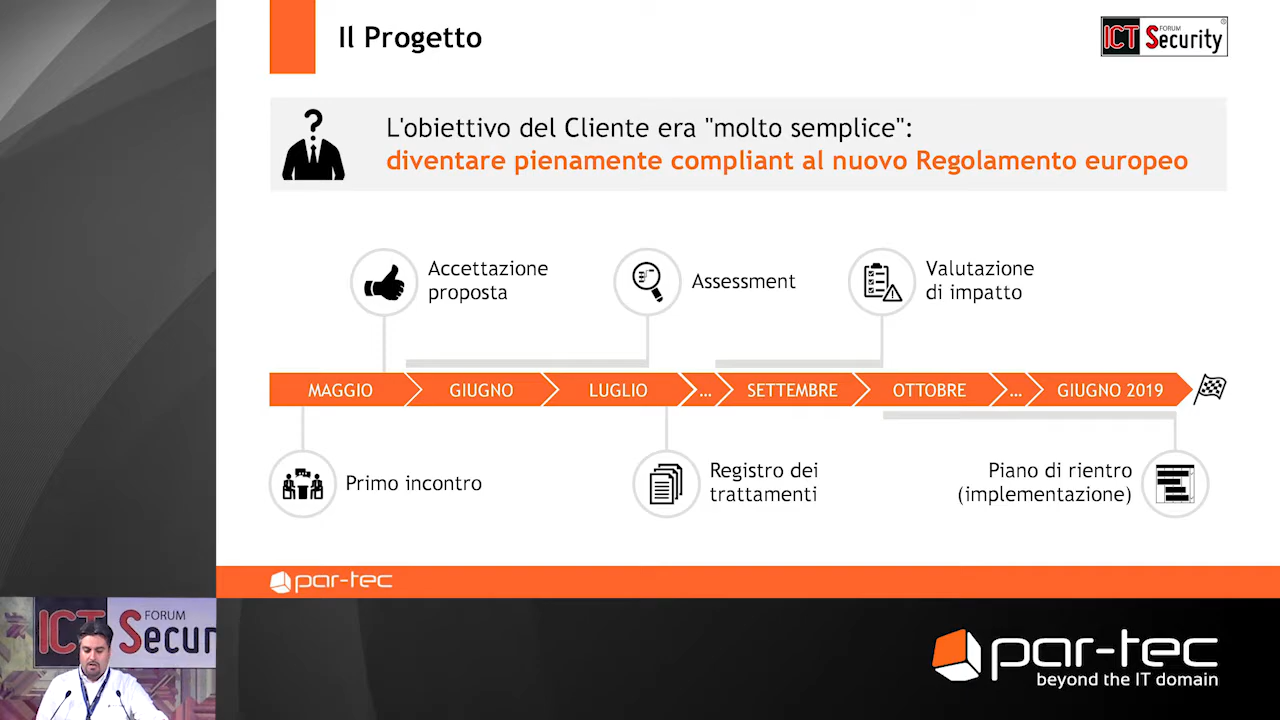 Il Progetto
ICT FORUM Security ®
?
L'obiettivo del Cliente era "molto semplice":
diventare pienamente compliant al nuovo Regolamento europeo
Accettazione
proposta
Assessment
Valutazione
di impatto
MAGGIO GIUGNO LUGLIO ... SETTEMBRE OTTOBRE ... GIUGNO 2019
Primo incontro
Registro dei
trattamenti
Piano di rientro
(implementazione)
par-tec
ICT FORUM Secur
par-tec
beyond the IT domain